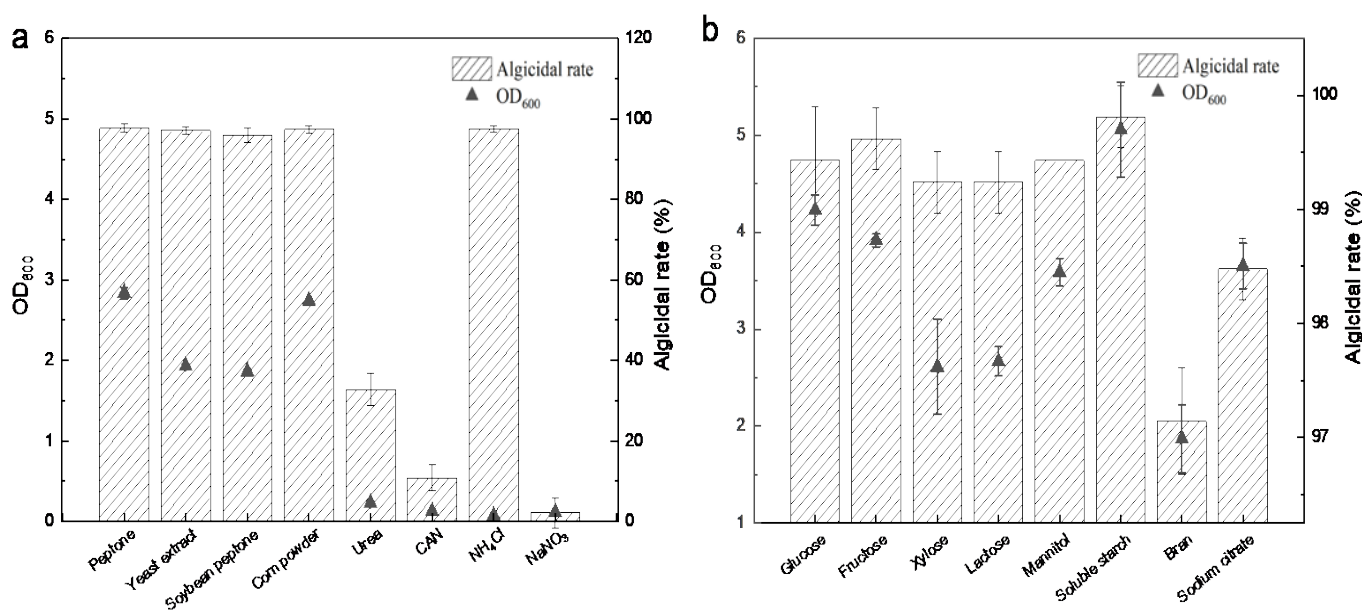 a
6
5
4
3
2
1
0
OD600
120
100
80
60
40
20
0
Algicidal rate (%)
Algicidal rate
OD600
Peptone
Yeast extract
Soybean peptone
Corn powder
Urea
CAN
NH4Cl
NaNO3
b
6
5
4
3
2
1
OD600
100
99
98
97
Algicidal rate (%)
Algicidal rate
OD600
Glucose
Fructose
Xylose
Lactose
Mannitol
Soluble starch
Bran
Sodium citrate